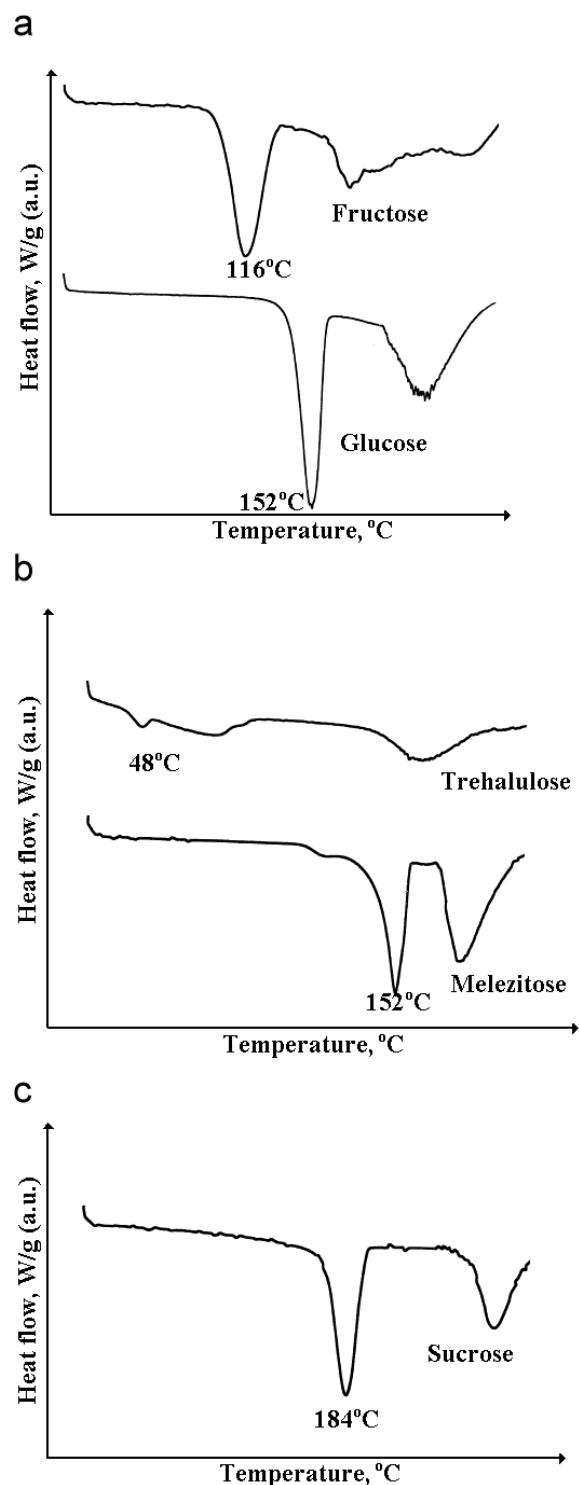 a
Heat flow, W/g (a.u.)
Fructose
116°C
Glucose
152°C
Temperature, °C
b
Heat flow, W/g (a.u.)
48°C
Trehalulose
152°C
Melezitose
Temperature, °C
c
Heat flow, W/g (a.u.)
Sucrose
184°C
Temperature, °C